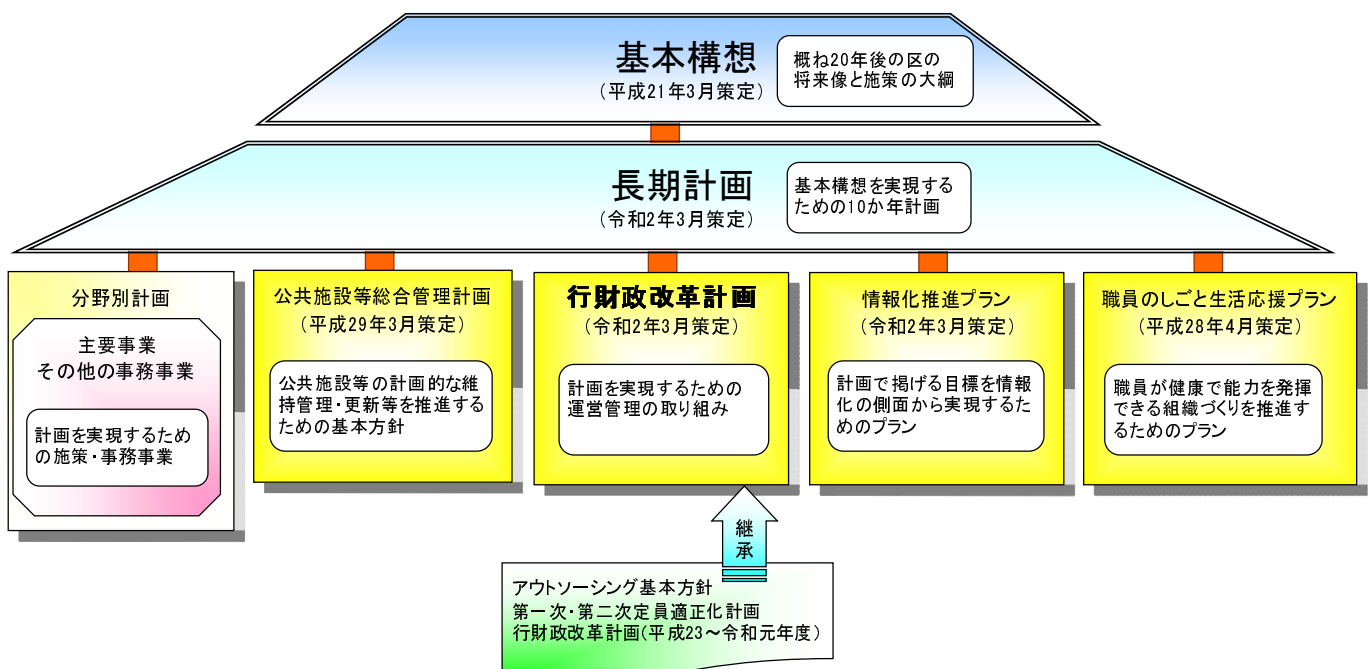 基本構想
(平成21年3月策定)
概ね20年後の区の
将来像と施策の大綱
長期計画
(令和2年3月策定)
基本構想を実現する
ための10か年計画
分野別計画
主要事業
その他の事務事業
計画を実現するため
の施策・事務事業
公共施設等総合管理計画
(平成29年3月策定)
公共施設等の計画的な維
持管理・更新等を推進する
ための基本方針
行財政改革計画
(令和2年3月策定)
計画を実現するための
運営管理の取り組み
情報化推進プラン
(令和2年3月策定)
計画で掲げる目標を情報
化の側面から実現するた
めのプラン
職員のしごと生活応援プラン
(平成28年4月策定)
職員が健康で能力を発揮
できる組織づくりを推進す
るためのプラン
継承
アウトソーシング基本方針
第一次・第二次定員適正化計画
行財政改革計画(平成23～令和元年度)